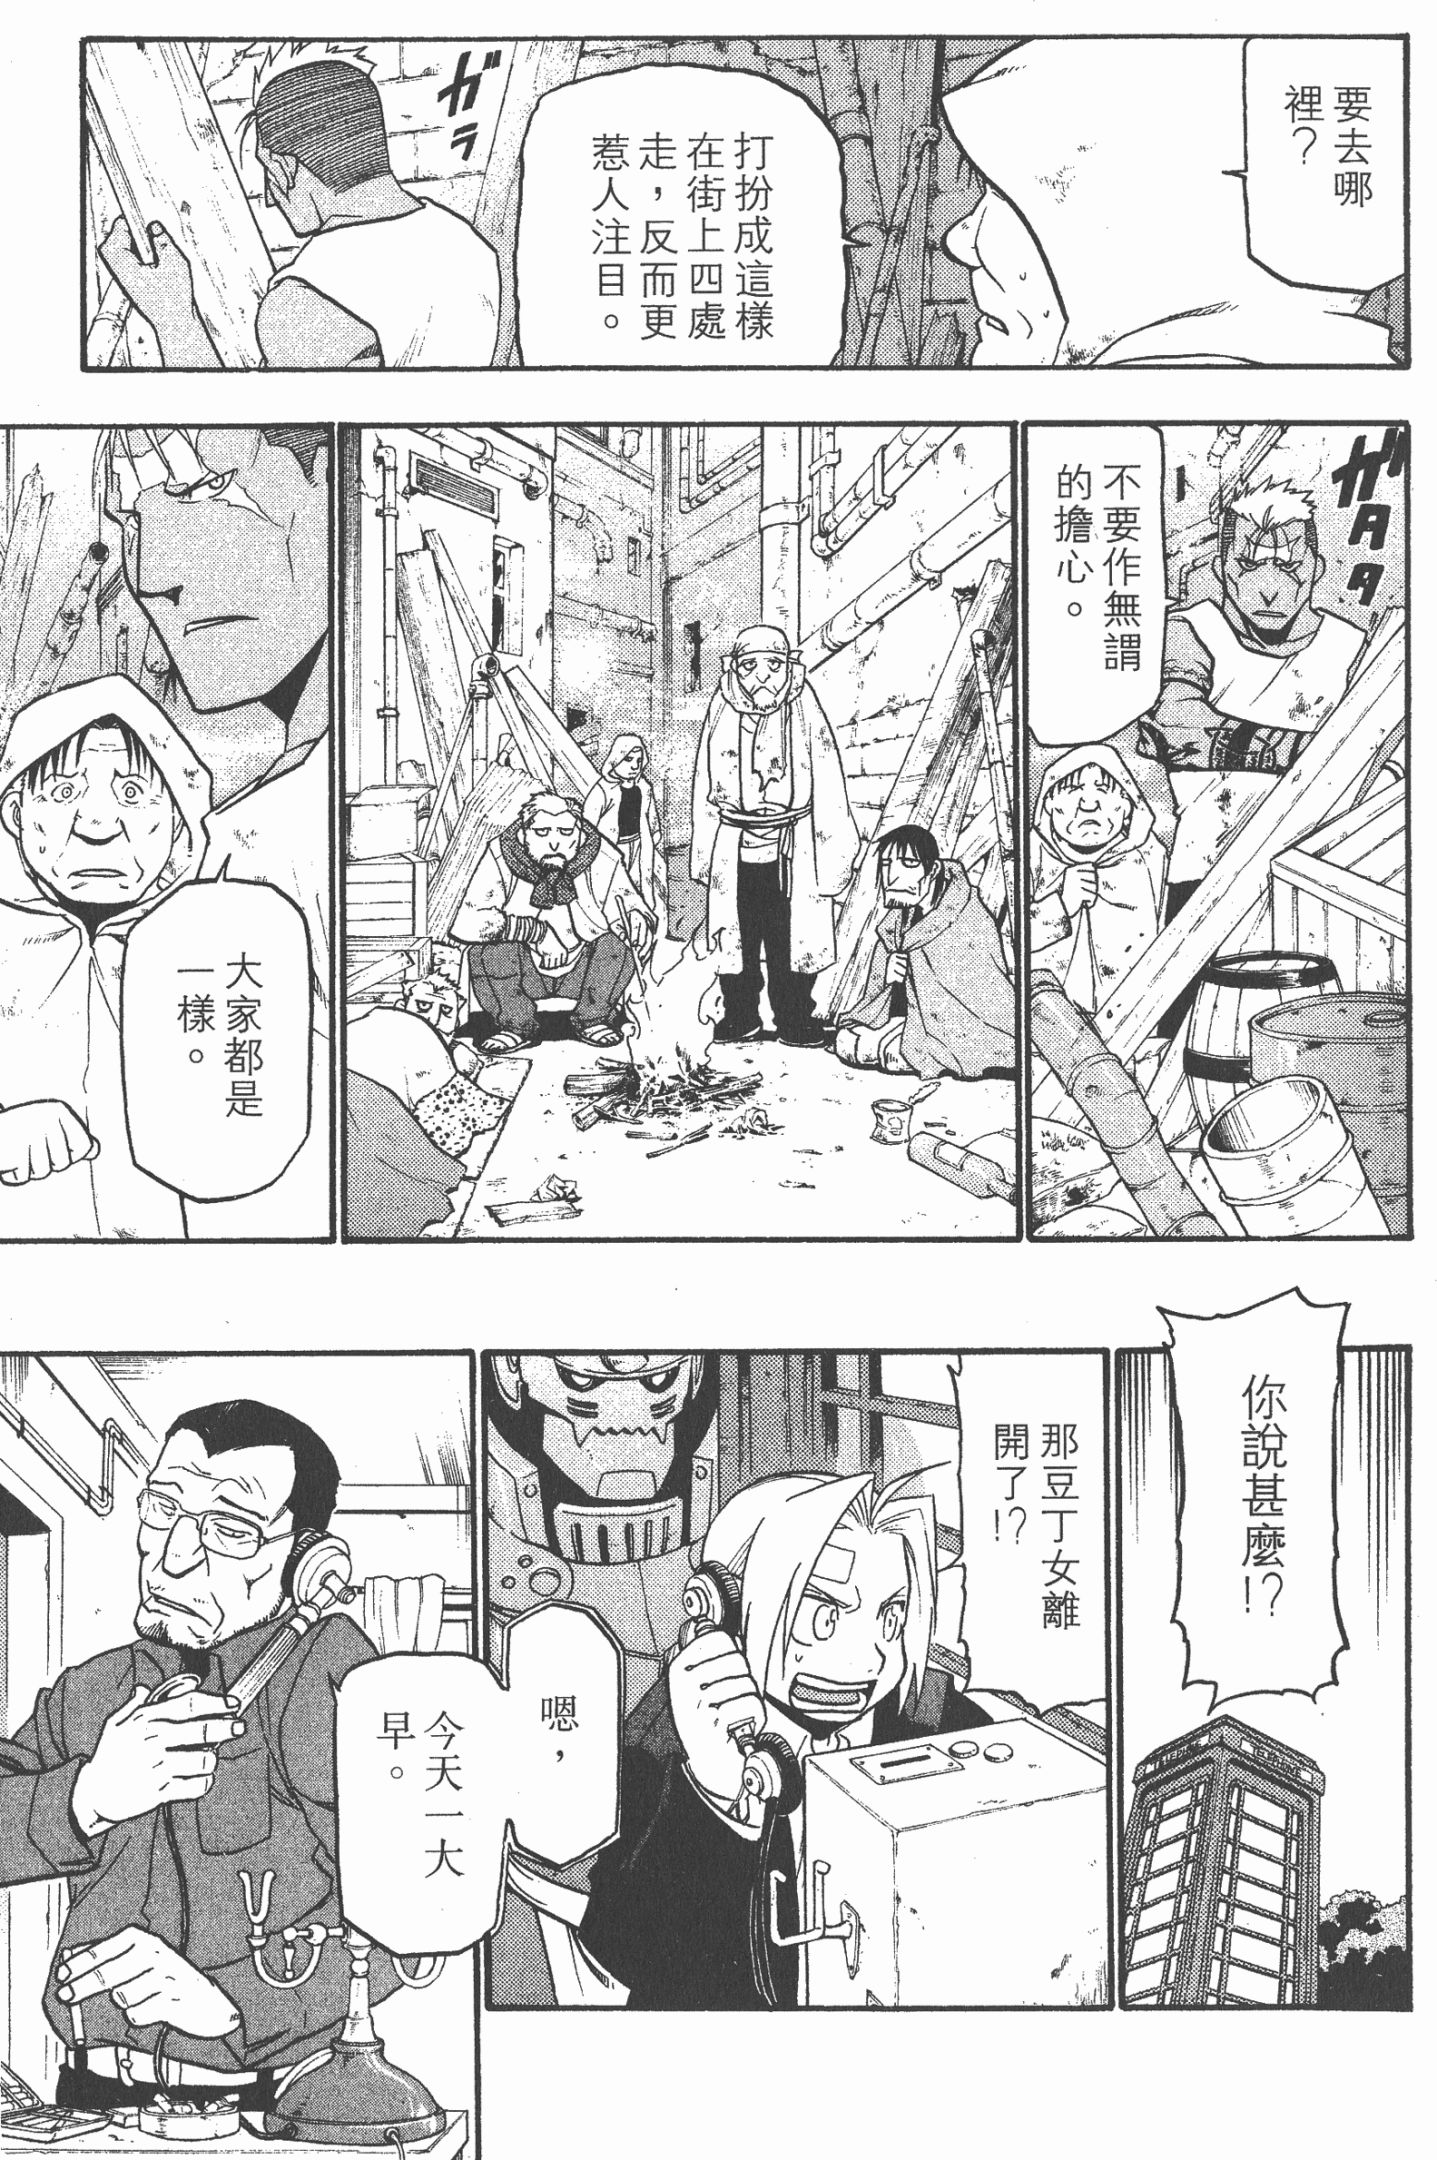 要去哪
裡？
打扮成這樣
在街上四處
走，反而更
惹人注目。
ガラ
ガタタ
不要作無謂
的擔心。
大家都是
一樣。
你說甚麼!?
TELEPHONE
TELEPHONE
那豆丁女離
開了!?
嗯，
今天一大
早。